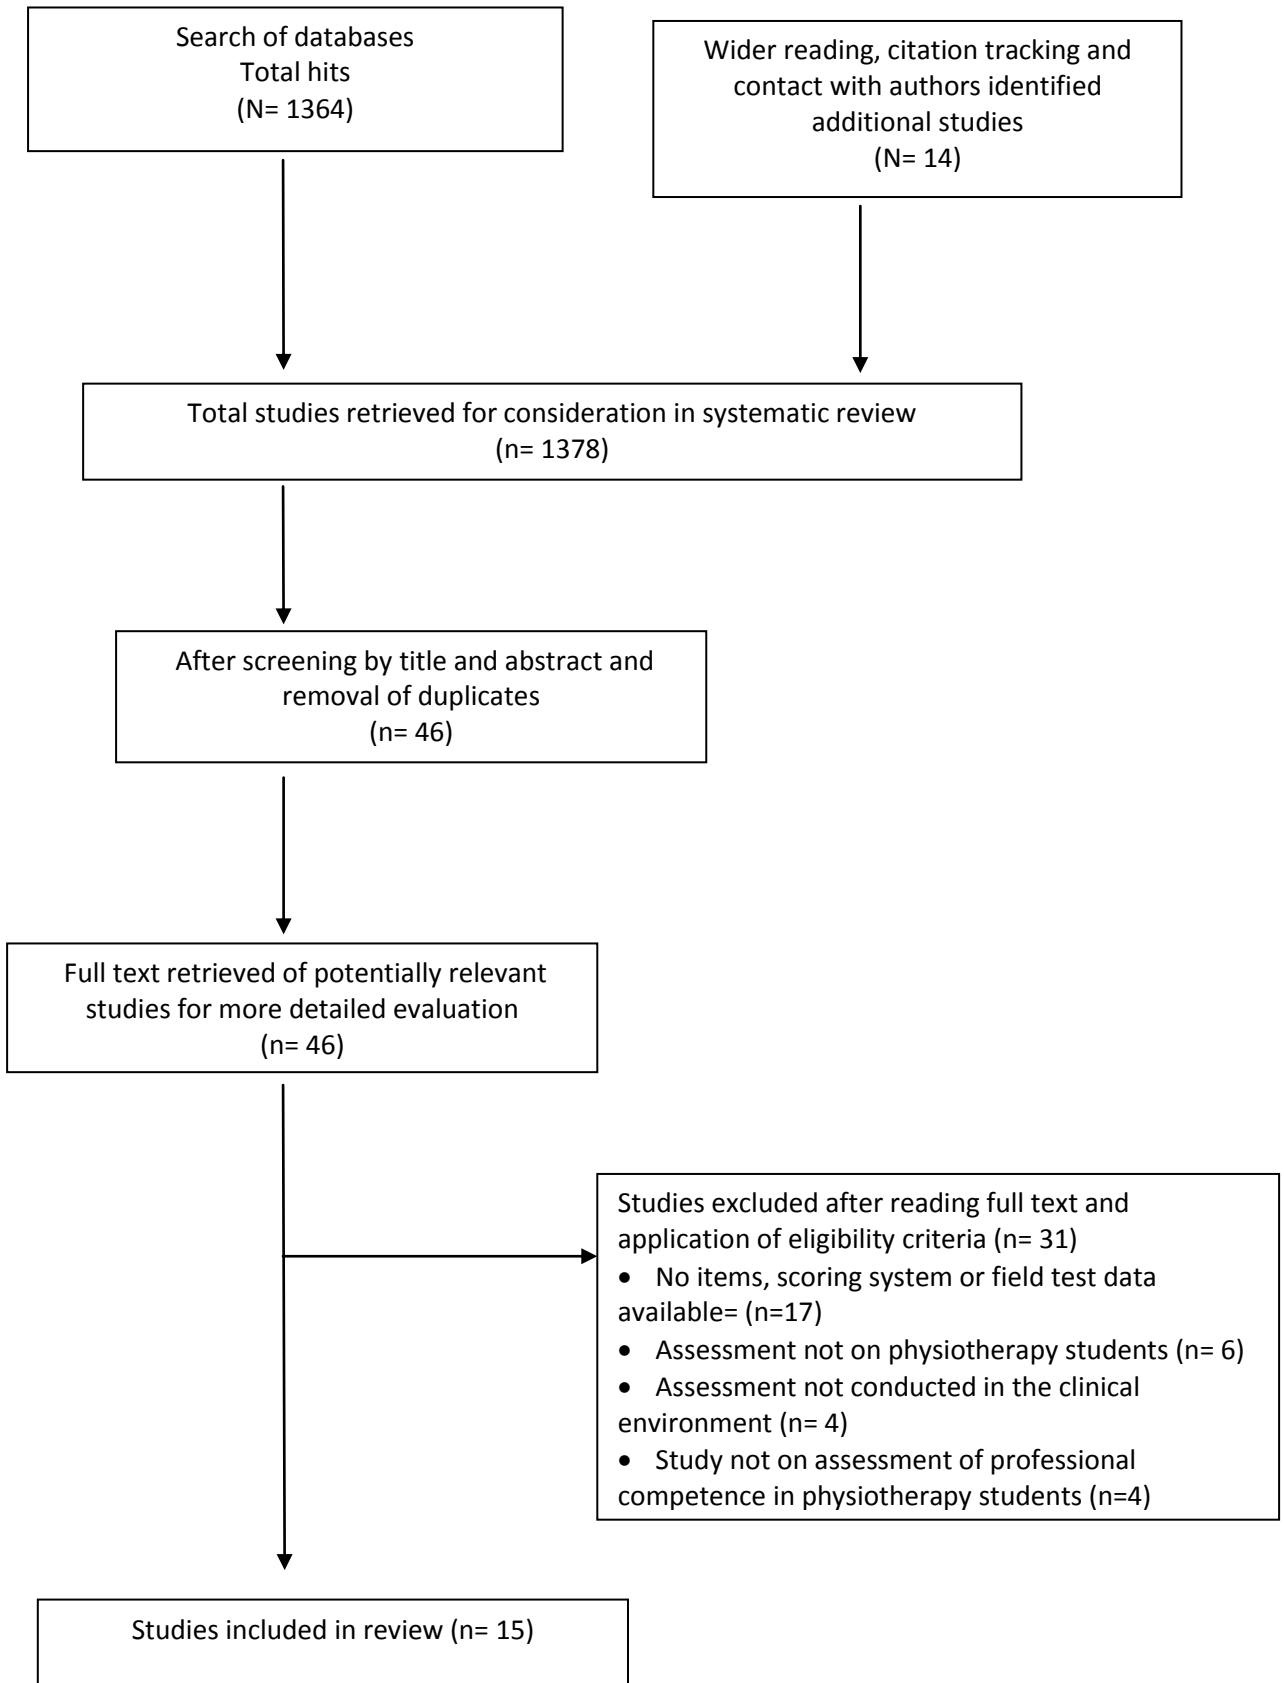 Search of databases
Total hits
(N= 1364)
Wider reading, citation tracking and
contact with authors identified
additional studies
(N= 14)
Total studies retrieved for consideration in systematic review
(n= 1378)
After screening by title and abstract and
removal of duplicates
(n= 46)
Full text retrieved of potentially relevant
studies for more detailed evaluation
(n= 46)
Studies excluded after reading full text and
application of eligibility criteria (n= 31)
• No items, scoring system or field test data
available= (n=17)
• Assessment not on physiotherapy students (n= 6)
• Assessment not conducted in the clinical
environment (n= 4)
• Study not on assessment of professional
competence in physiotherapy students (n=4)
Studies included in review (n= 15)